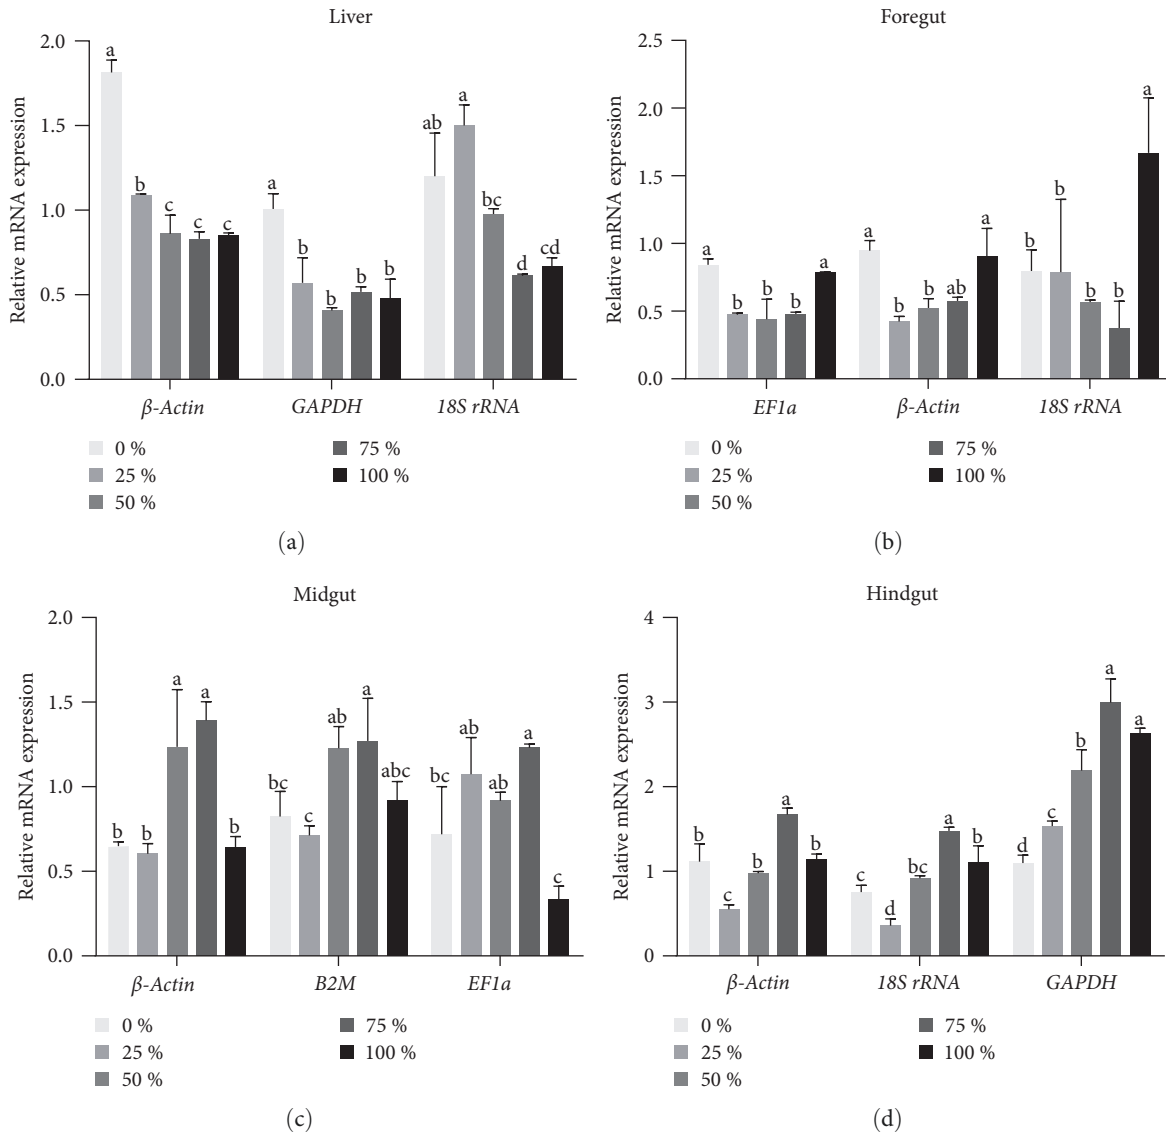 Liver
Relative mRNA expression
2.0
1.5
1.0
0.5
0.0
a
b
c
c
c
a
b
b
b
b
ab
a
bc
d
cd
β-Actin
GAPDH
18S rRNA
0 %
25 %
50 %
75 %
100 %
(a)
Foregut
Relative mRNA expression
2.5
2.0
1.5
1.0
0.5
0.0
a
b
b
b
a
a
b
b
ab
a
b
b
b
b
a
EF1a
β-Actin
18S rRNA
0 %
25 %
50 %
75 %
100 %
(b)
Midgut
Relative mRNA expression
2.0
1.5
1.0
0.5
0.0
b
b
a
a
b
bc
c
ab
a
abc
bc
ab
ab
a
c
β-Actin
B2M
EF1a
0 %
25 %
50 %
75 %
100 %
(c)
Hindgut
Relative mRNA expression
4
3
2
1
0
b
c
b
a
b
c
d
bc
a
b
d
c
b
a
a
β-Actin
18S rRNA
GAPDH
0 %
25 %
50 %
75 %
100 %
(d)